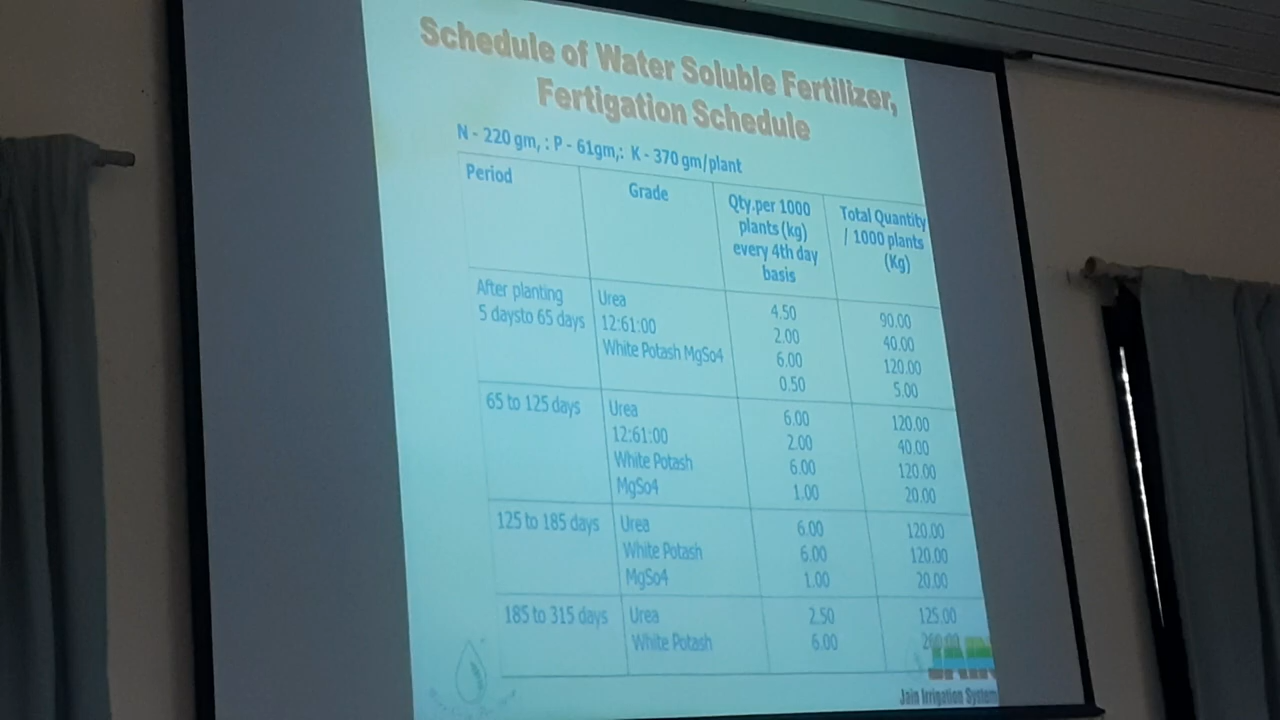 Schedule of Water Soluble Fertilizer,
Fertigation Schedule
N - 220 gm, : P - 61gm,: K - 370 gm/plant
Period
Grade
Qty.per 1000
plants (kg)
every 4th day
basis
Total Quantity
/ 1000 plants
(Kg)
After planting
5 daysto 65 days
Urea 4.50 90.00
12:61:00 2.00 40.00
White Potash MgSo4 6.00 120.00
0.50 5.00
65 to 125 days Urea 6.00 120.00
12:61:00 2.00 40.00
White Potash 6.00 120.00
MgSo4 1.00 20.00
125 to 185 days Urea 6.00 120.00
White Potash 6.00 120.00
MgSo4 1.00 20.00
185 to 315 days Urea 2.50 125.00
White Potash 6.00
JAIN
Jain Irrigation System